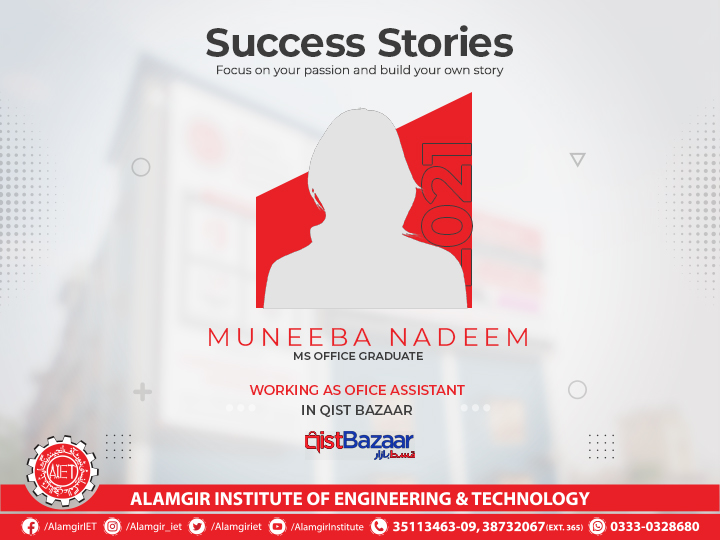 Success Stories
Focus on your passion and build your own story
2021
MUNEEBA NADEEM
MS OFFICE GRADUATE
WORKING AS OFICE ASSISTANT
IN QIST BAZAAR
QistBazaar
قسط بازار
AIET
ALAMGIR INSTITUTE OF ENGINEERING & TECHNOLOGY
/AlamgirIET /Alamgir_iet /Alamgiriet /AlamgirInstitute 35113463-09, 38732067 (EXT. 365) 0333-0328680